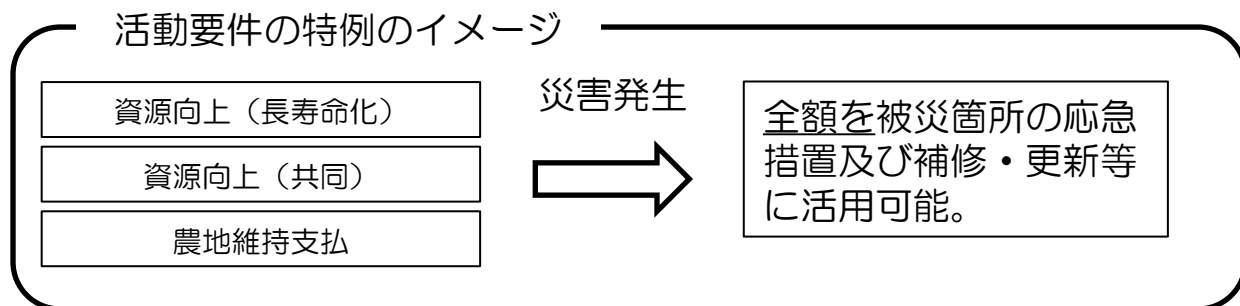 活動要件の特例のイメージ
資源向上（長寿命化）
資源向上（共同）
農地維持支払
災害発生
全額を被災箇所の応急
措置及び補修・更新等
に活用可能。